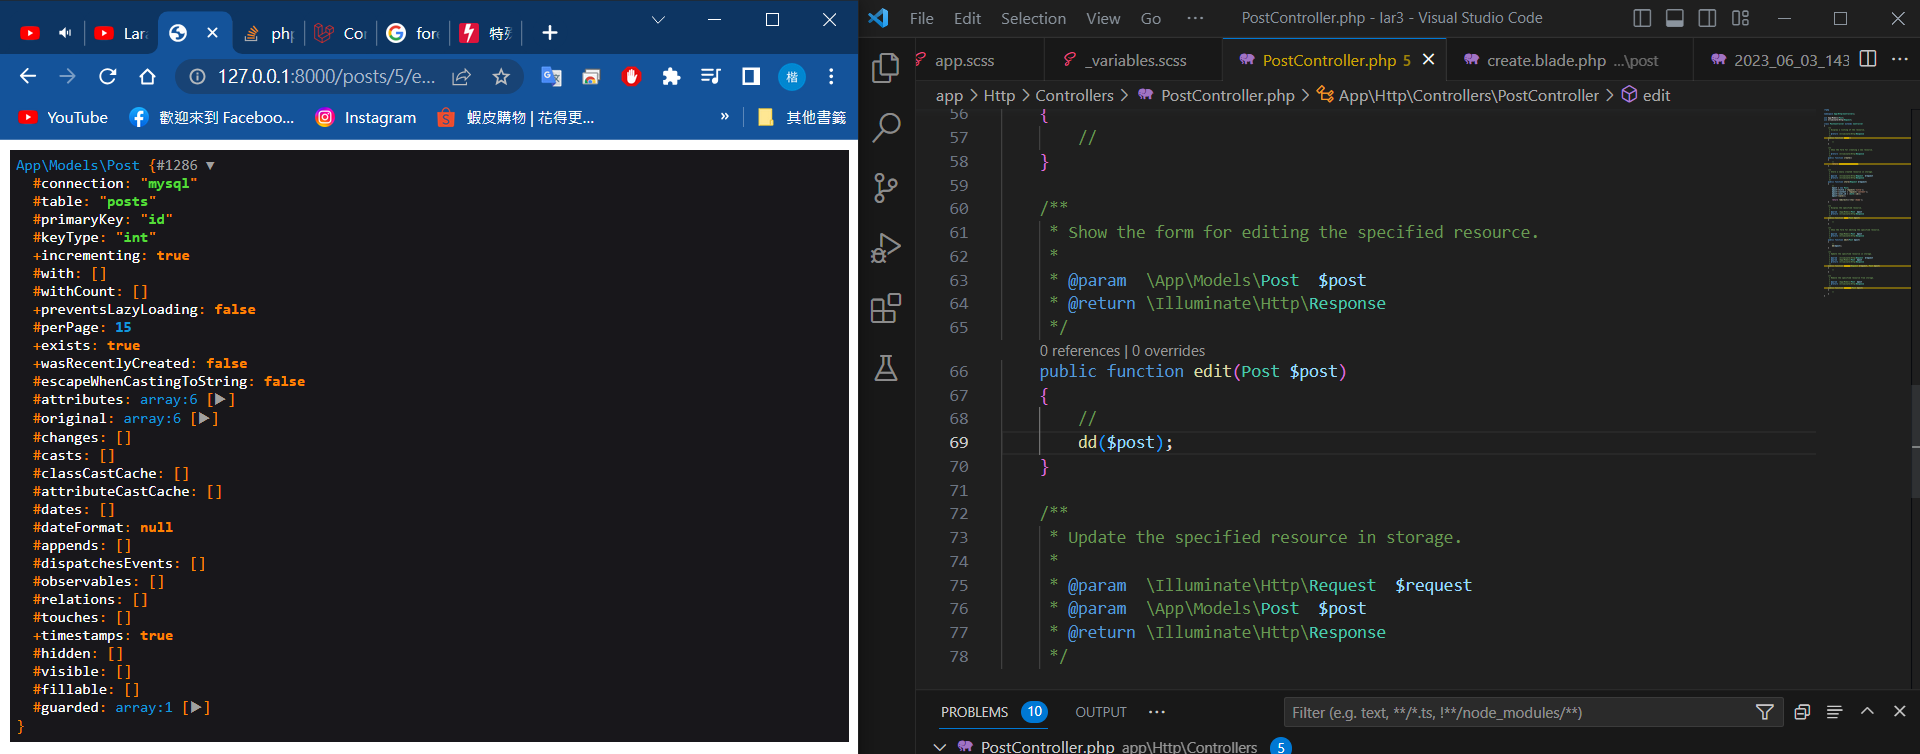 Lar
php
Co
for
特
127.0.0.1:8000/posts/5/e...
楷
YouTube
歡迎來到 Faceboo...
Instagram
蝦皮購物 | 花得更...
»
其他書籤
App\Models\Post {#1286 ▼
#connection: "mysql"
#table: "posts"
#primaryKey: "id"
#keyType: "int"
+incrementing: true
#with: []
#withCount: []
+preventsLazyLoading: false
#perPage: 15
+exists: true
+wasRecentlyCreated: false
#escapeWhenCastingToString: false
#attributes: array:6 [▶]
#original: array:6 [▶]
#changes: []
#casts: []
#classCastCache: []
#attributeCastCache: []
#dates: []
#dateFormat: null
#appends: []
#dispatchesEvents: []
#observables: []
#relations: []
#touches: []
+timestamps: true
#hidden: []
#visible: []
#fillable: []
#guarded: array:1 [▶]
}
File Edit Selection View Go ··· PostController.php - lar3 - Visual Studio Code
app.scss _variables.scss PostController.php 5 create.blade.php ...\post 2023_06_03_143 ···
app > Http > Controllers > PostController.php > App\Http\Controllers\PostController > edit
56 {
57 //
58 }
59
60 /**
61 * Show the form for editing the specified resource.
62 *
63 * @param \App\Models\Post $post
64 * @return \Illuminate\Http\Response
65 */
0 references | 0 overrides
66 public function edit(Post $post)
67 {
68 //
69 dd($post);
70 }
71
72 /**
73 * Update the specified resource in storage.
74 *
75 * @param \Illuminate\Http\Request $request
76 * @param \App\Models\Post $post
77 * @return \Illuminate\Http\Response
78 */
PROBLEMS 10 OUTPUT ··· Filter (e.g. text, **/*.ts, !**/node_modules/**)
PostController.php app\Http\Controllers 5